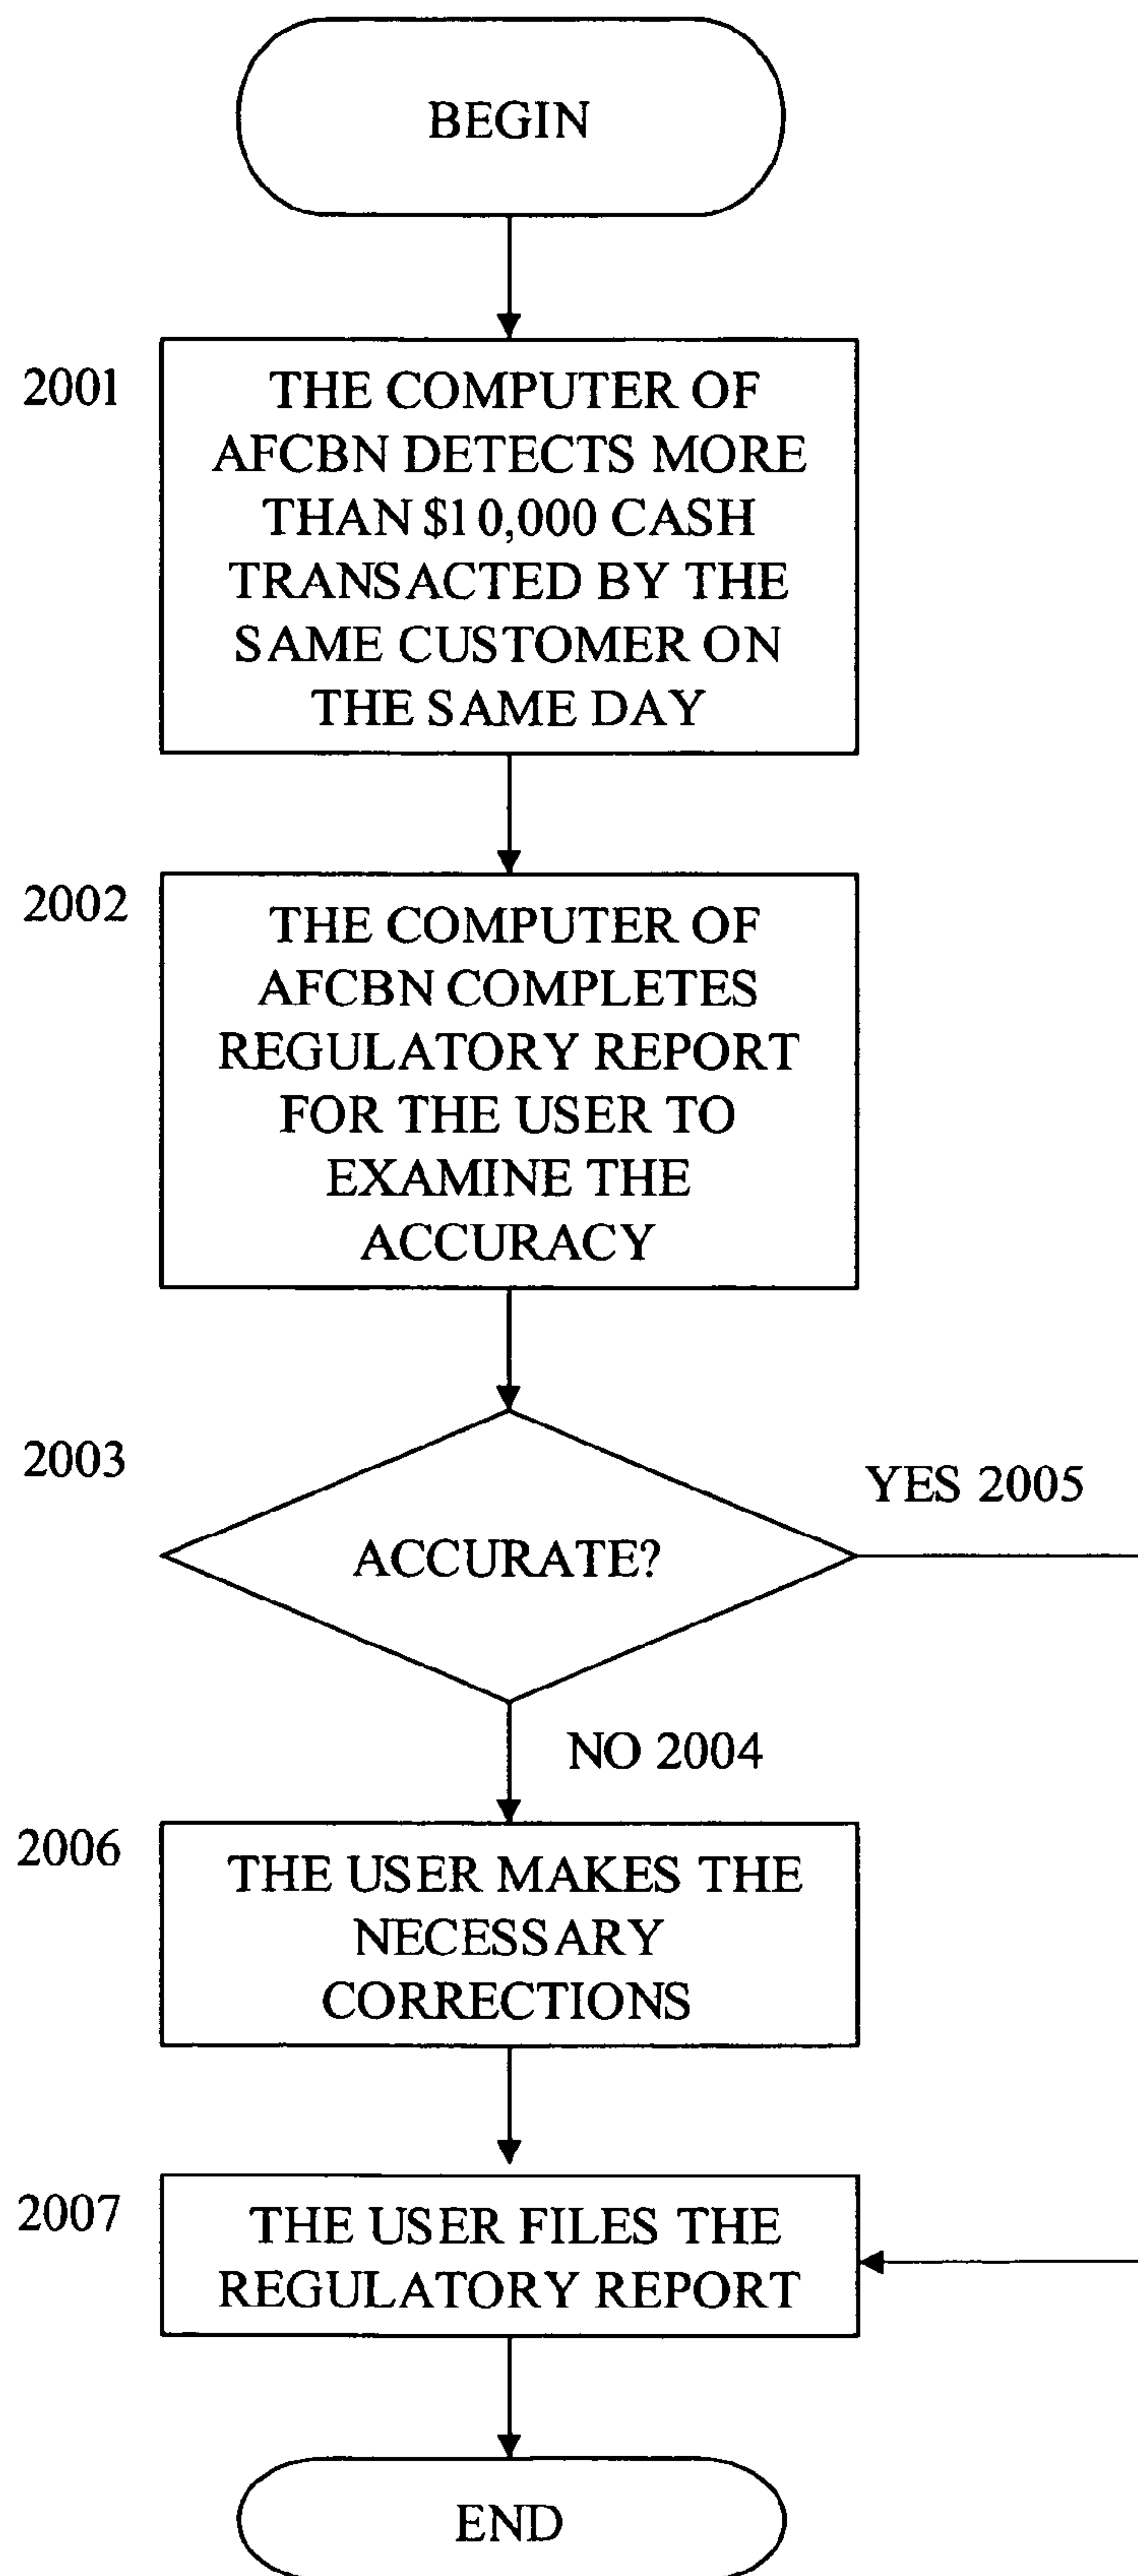 BEGIN
2001
THE COMPUTER OF
AFCBN DETECTS MORE
THAN $10,000 CASH
TRANSACTED BY THE
SAME CUSTOMER ON
THE SAME DAY
2002
THE COMPUTER OF
AFCBN COMPLETES
REGULATORY REPORT
FOR THE USER TO
EXAMINE THE
ACCURACY
2003
ACCURATE?
YES 2005
NO 2004
2006
THE USER MAKES THE
NECESSARY
CORRECTIONS
2007
THE USER FILES THE
REGULATORY REPORT
END